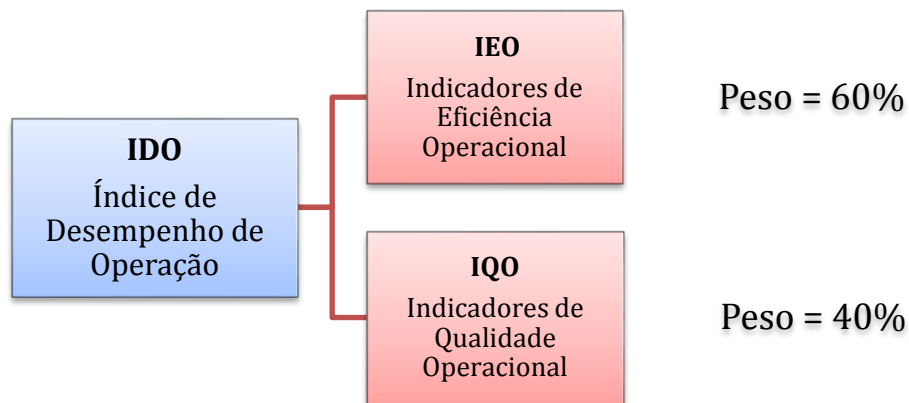 IDO
Índice de
Desempenho de
Operação
IEO
Indicadores de
Eficiência
Operacional
Peso = 60%
IQO
Indicadores de
Qualidade
Operacional
Peso = 40%